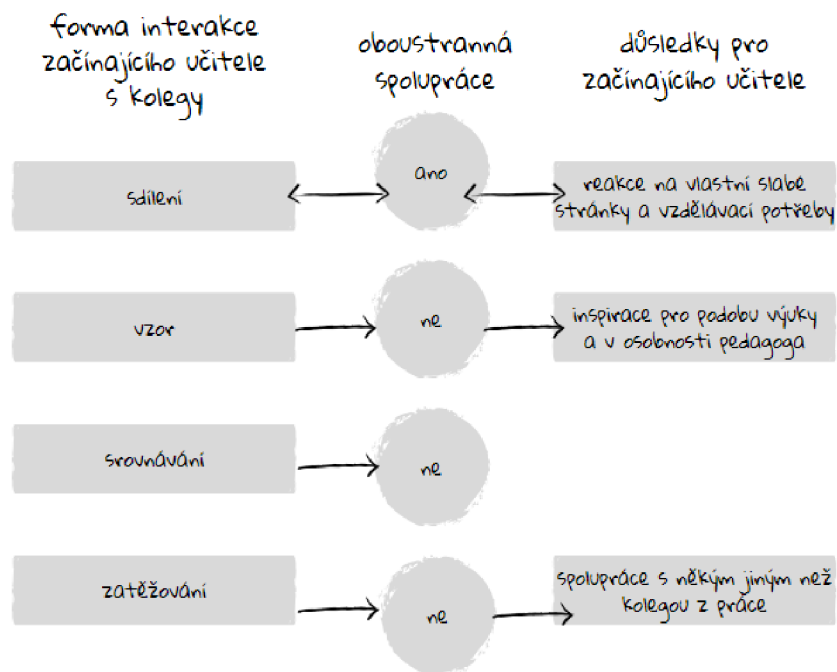 forma interakce
začínajícího učitele
s kolegy
oboustranná
spolupráce
důsledky pro
začínajícího učitele
sdílení
ano
reakce na vlastní slabe
stránky a vzdělávací potřeby
vzor
ne
inspirace pro podobu výuky
a v osobnosti pedagoga
srovnávání
ne
zatěžování
ne
spolupráce s někým jiným než
kolegou z práce